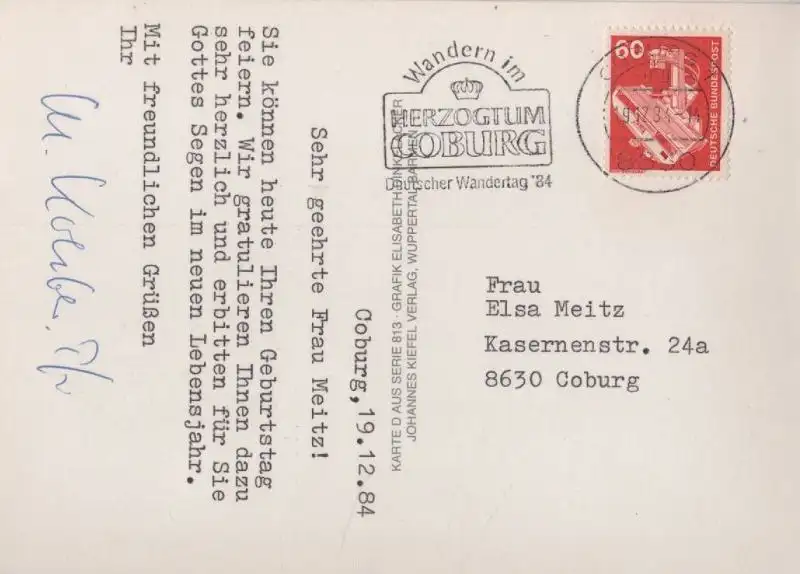 Wandern im
HERZOGTUM
COBURG
Deutscher Wandertag '84
60
DEUTSCHE BUNDESPOST
Frau
Elsa Meitz
Kasernenstr. 24a
8630 Coburg
JOHANNES KIEFEL VERLAG, WUPPERTAL-BARMEN
Coburg,19.12.84
Sehr geehrte Frau Meitz!
Sie können heute Ihren Geburtstag
feiern. Wir gratulieren Ihnen dazu
sehr herzlich und erbitten für Sie
Gottes Segen im neuen Lebensjahr.
Mit freundlichen Grüßen
Ihr
KARTE D AUS SERIE 813 · GRAFIK ELISABETH